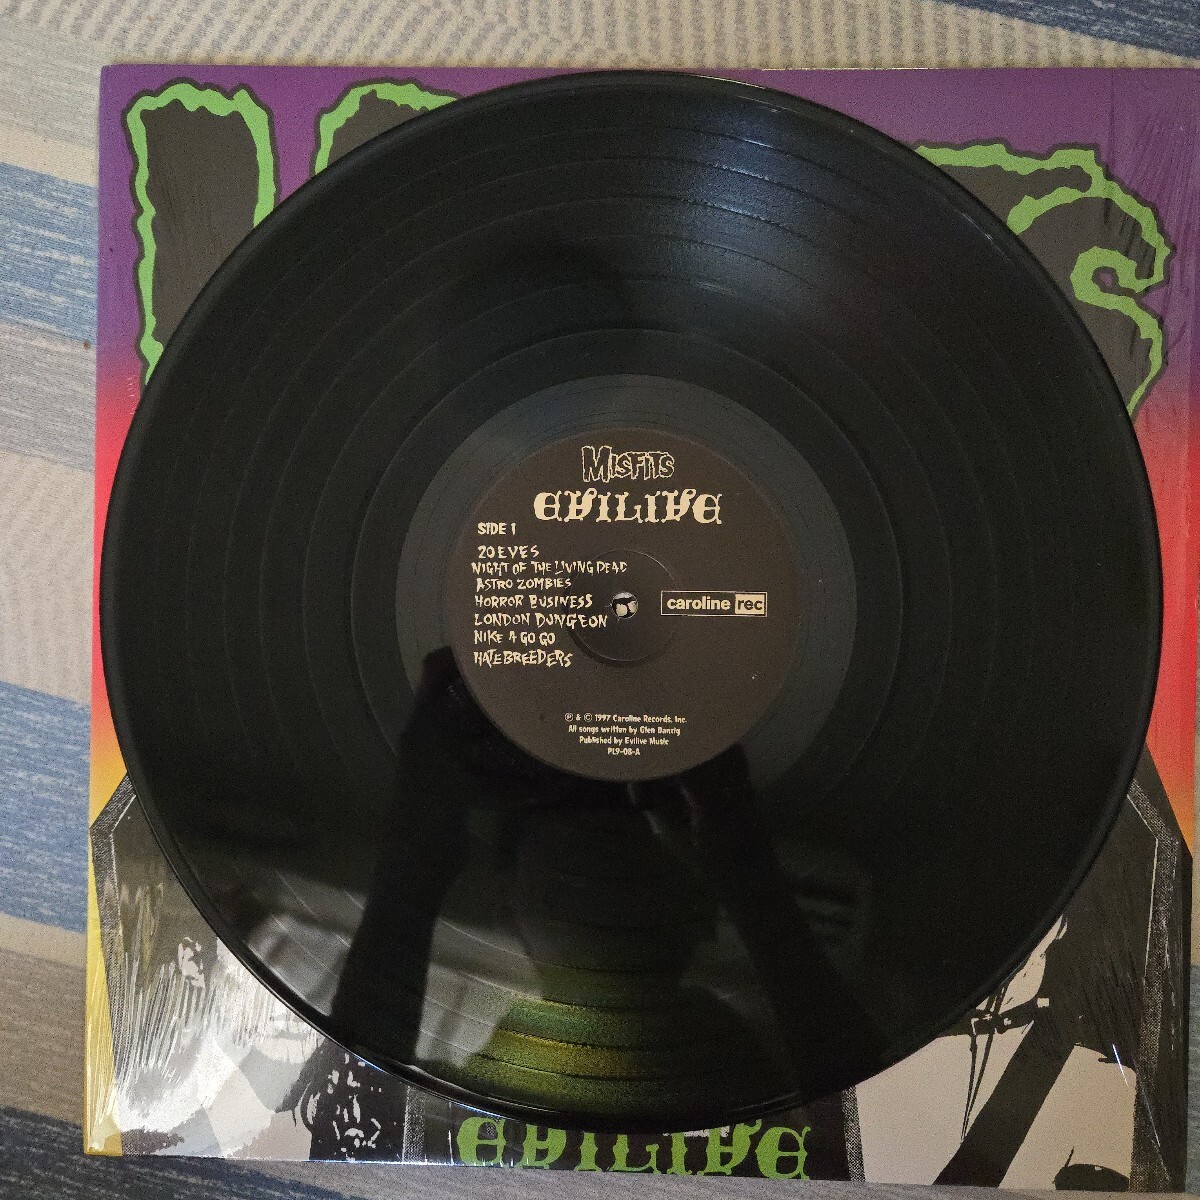 MISFITS
EVILIVE
SIDE 1
20 EYES
NIGHT OF THE LIVING DEAD
ASTRO ZOMBIES
HORROR BUSINESS
LONDON DUNGEON
NIKE A GO GO
HATEBREEDERS
caroline rec
℗ & © 1997 Caroline Records, Inc.
All songs written by Glen Danzig
Published by Evilive Music
PL9-08-A
EVILIVE